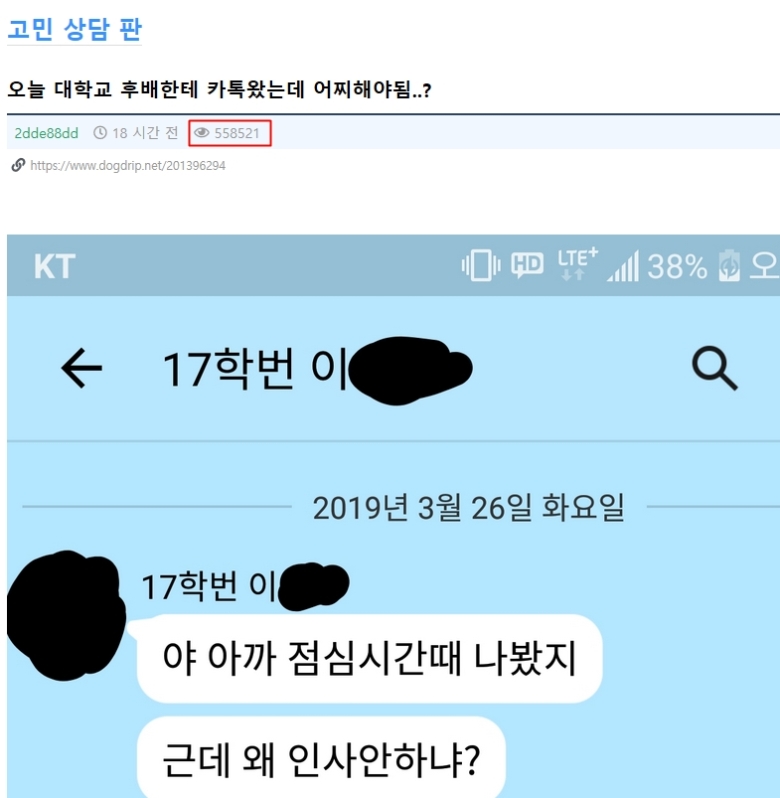 고민 상담 판
오늘 대학교 후배한테 카톡왔는데 어찌해야됨..?
2dde88dd 18 시간 전 558521
https://www.dogdrip.net/201396294
KT HD LTE+ 38% 오
17학번 이
2019년 3월 26일 화요일
17학번 이
야 아까 점심시간때 나봤지
근데 왜 인사안하냐?